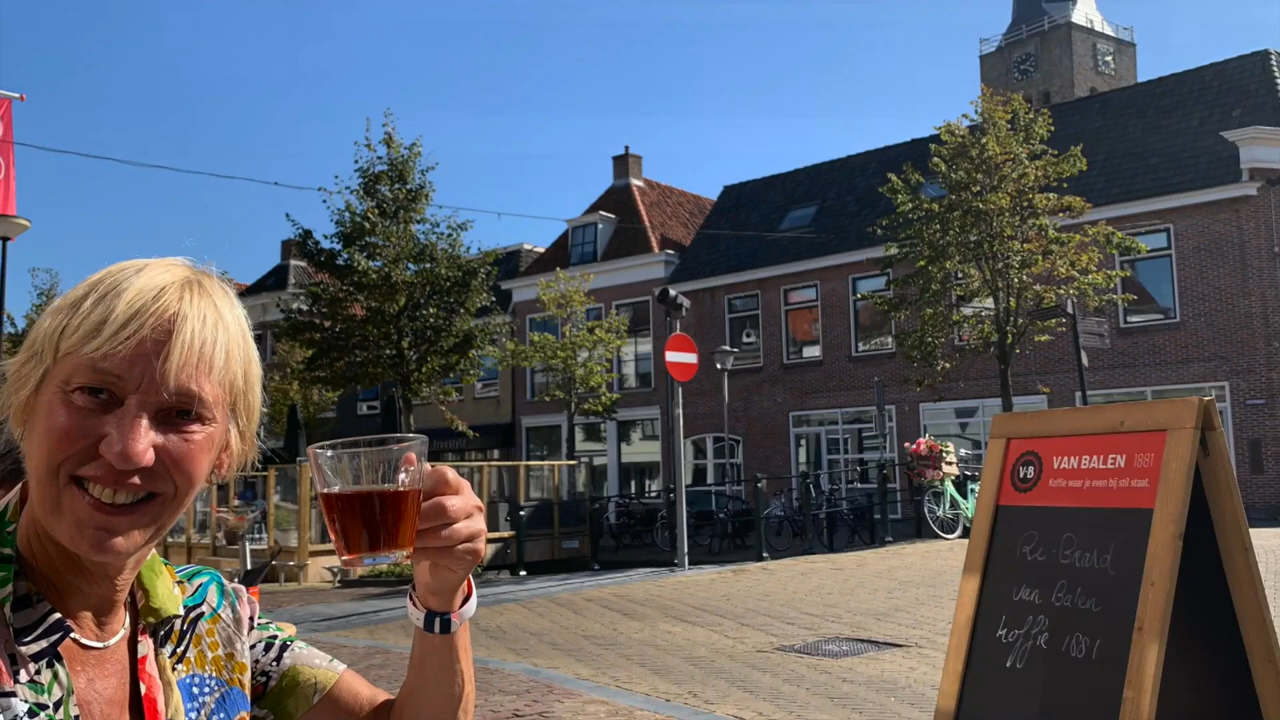 V•B
VAN BALEN 1881
Koffie waar je even bij stil staat.
Re-Brand
van Balen
koffie 1881